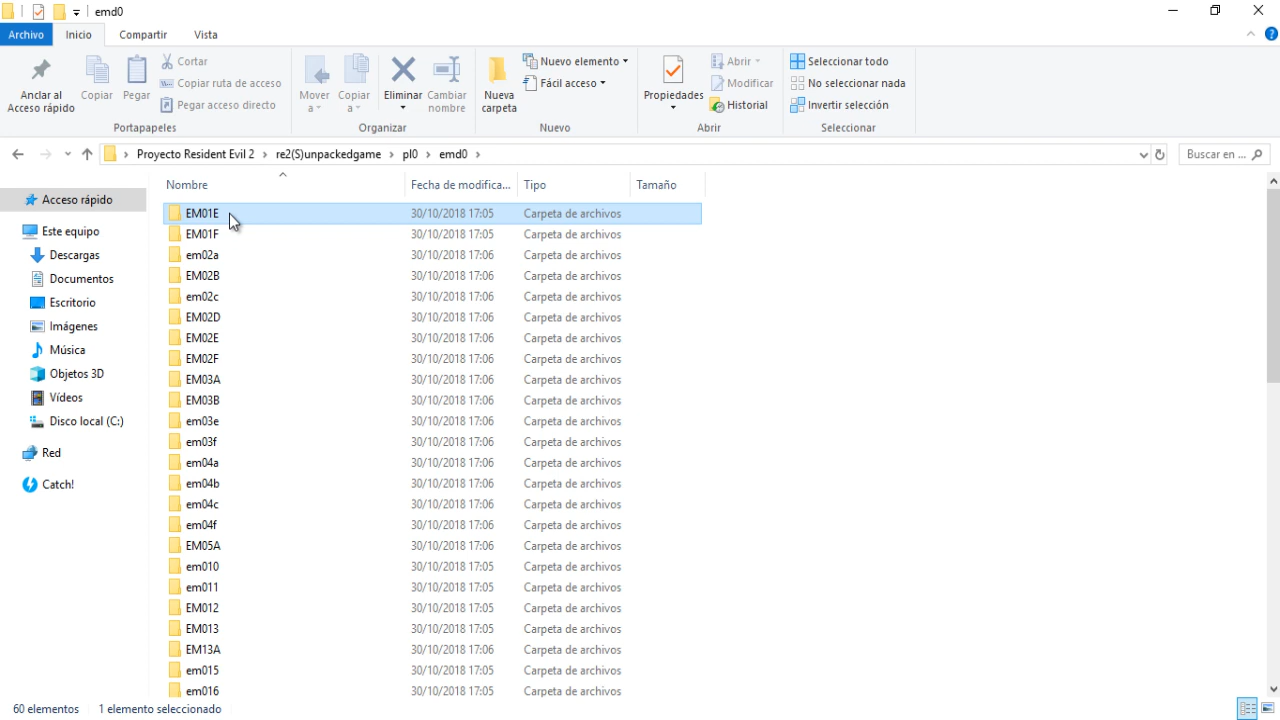 emd0
Archivo Inicio Compartir Vista
Anclar al Acceso rápido
Copiar
Pegar
Cortar
Copiar ruta de acceso
Pegar acceso directo
Portapapeles
Mover a
Copiar a
Eliminar
Cambiar nombre
Organizar
Nueva carpeta
Nuevo elemento
Fácil acceso
Nuevo
Propiedades
Abrir
Modificar
Historial
Abrir
Seleccionar todo
No seleccionar nada
Invertir selección
Seleccionar
Proyecto Resident Evil 2 › re2(S)unpackedgame › pl0 › emd0 ›
Buscar en ...
Acceso rápido
Este equipo
Descargas
Documentos
Escritorio
Imágenes
Música
Objetos 3D
Vídeos
Disco local (C:)
Red
Catch!
Nombre Fecha de modifica... Tipo Tamaño
EM01E 30/10/2018 17:05 Carpeta de archivos
EM01F 30/10/2018 17:05 Carpeta de archivos
em02a 30/10/2018 17:06 Carpeta de archivos
EM02B 30/10/2018 17:06 Carpeta de archivos
em02c 30/10/2018 17:06 Carpeta de archivos
EM02D 30/10/2018 17:06 Carpeta de archivos
EM02E 30/10/2018 17:06 Carpeta de archivos
EM02F 30/10/2018 17:06 Carpeta de archivos
EM03A 30/10/2018 17:06 Carpeta de archivos
EM03B 30/10/2018 17:06 Carpeta de archivos
em03e 30/10/2018 17:06 Carpeta de archivos
em03f 30/10/2018 17:06 Carpeta de archivos
em04a 30/10/2018 17:06 Carpeta de archivos
em04b 30/10/2018 17:06 Carpeta de archivos
em04c 30/10/2018 17:06 Carpeta de archivos
em04f 30/10/2018 17:06 Carpeta de archivos
EM05A 30/10/2018 17:06 Carpeta de archivos
em010 30/10/2018 17:05 Carpeta de archivos
em011 30/10/2018 17:05 Carpeta de archivos
EM012 30/10/2018 17:05 Carpeta de archivos
EM013 30/10/2018 17:05 Carpeta de archivos
EM13A 30/10/2018 17:06 Carpeta de archivos
em015 30/10/2018 17:05 Carpeta de archivos
em016 30/10/2018 17:05 Carpeta de archivos
60 elementos 1 elemento seleccionado